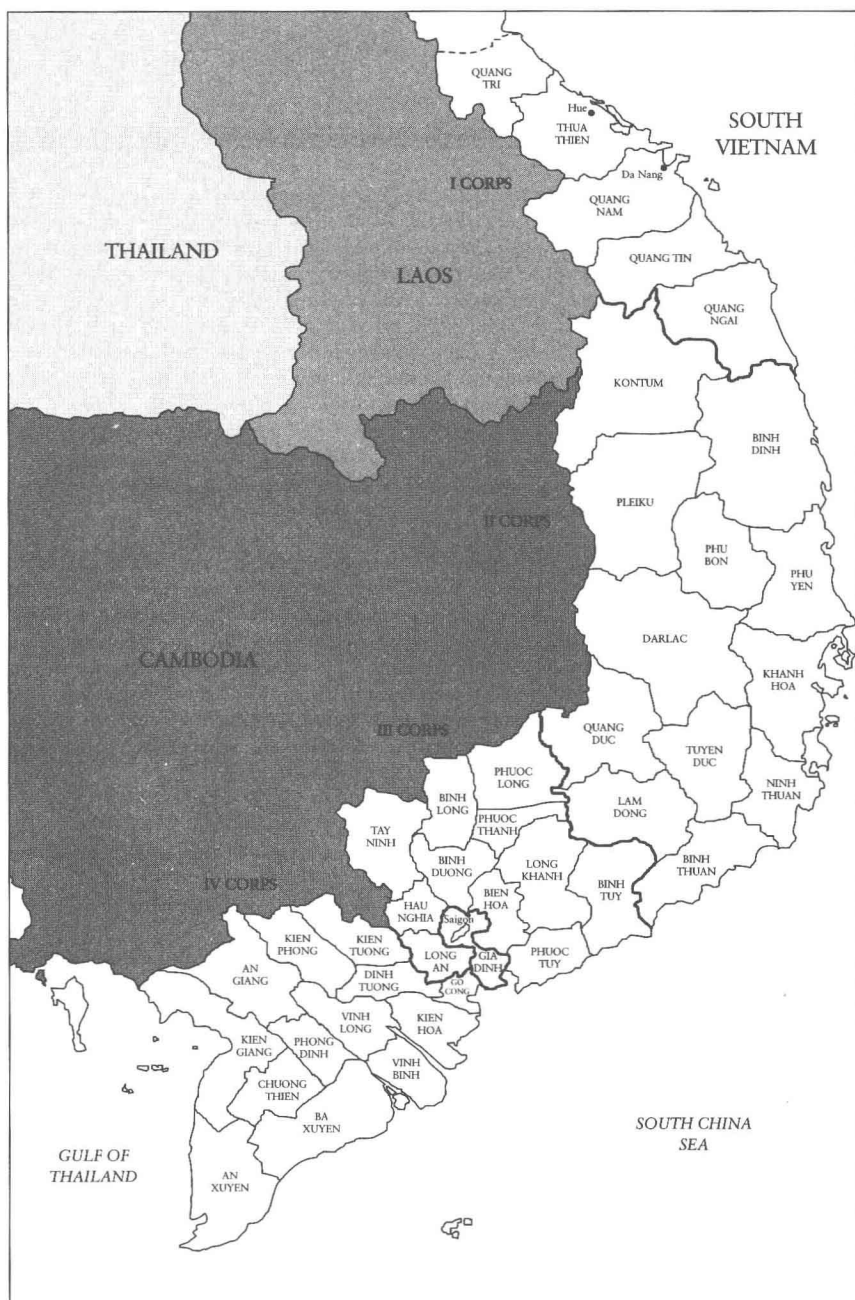 QUANG
TRI
Hue
THUA
THIEN
SOUTH
VIETNAM
I CORPS
Da Nang
QUANG
NAM
THAILAND
LAOS
QUANG TIN
QUANG
NGAI
KONTUM
BINH
DINH
PLEIKU
II CORPS
PHU
BON
PHU
YEN
DARLAC
CAMBODIA
KHANH
HOA
III CORPS
QUANG
DUC
TUYEN
DUC
PHUOC
LONG
NINH
THUAN
BINH
LONG
LAM
DONG
PHUOC
THANH
TAY
NINH
BINH
DUONG
LONG
KHANH
BINH
THUAN
IV CORPS
BINH
TUY
BIEN
HOA
HAU
NGHIA
Saigon
KIEN
PHONG
KIEN
TUONG
LONG
AN
GIA
DINH
PHUOC
TUY
AN
GIANG
DINH
TUONG
GO
CONG
VINH
LONG
KIEN
HOA
KIEN
GIANG
PHONG
DINH
VINH
BINH
CHUONG
THIEN
BA
XUYEN
SOUTH CHINA
SEA
GULF OF
THAILAND
AN
XUYEN